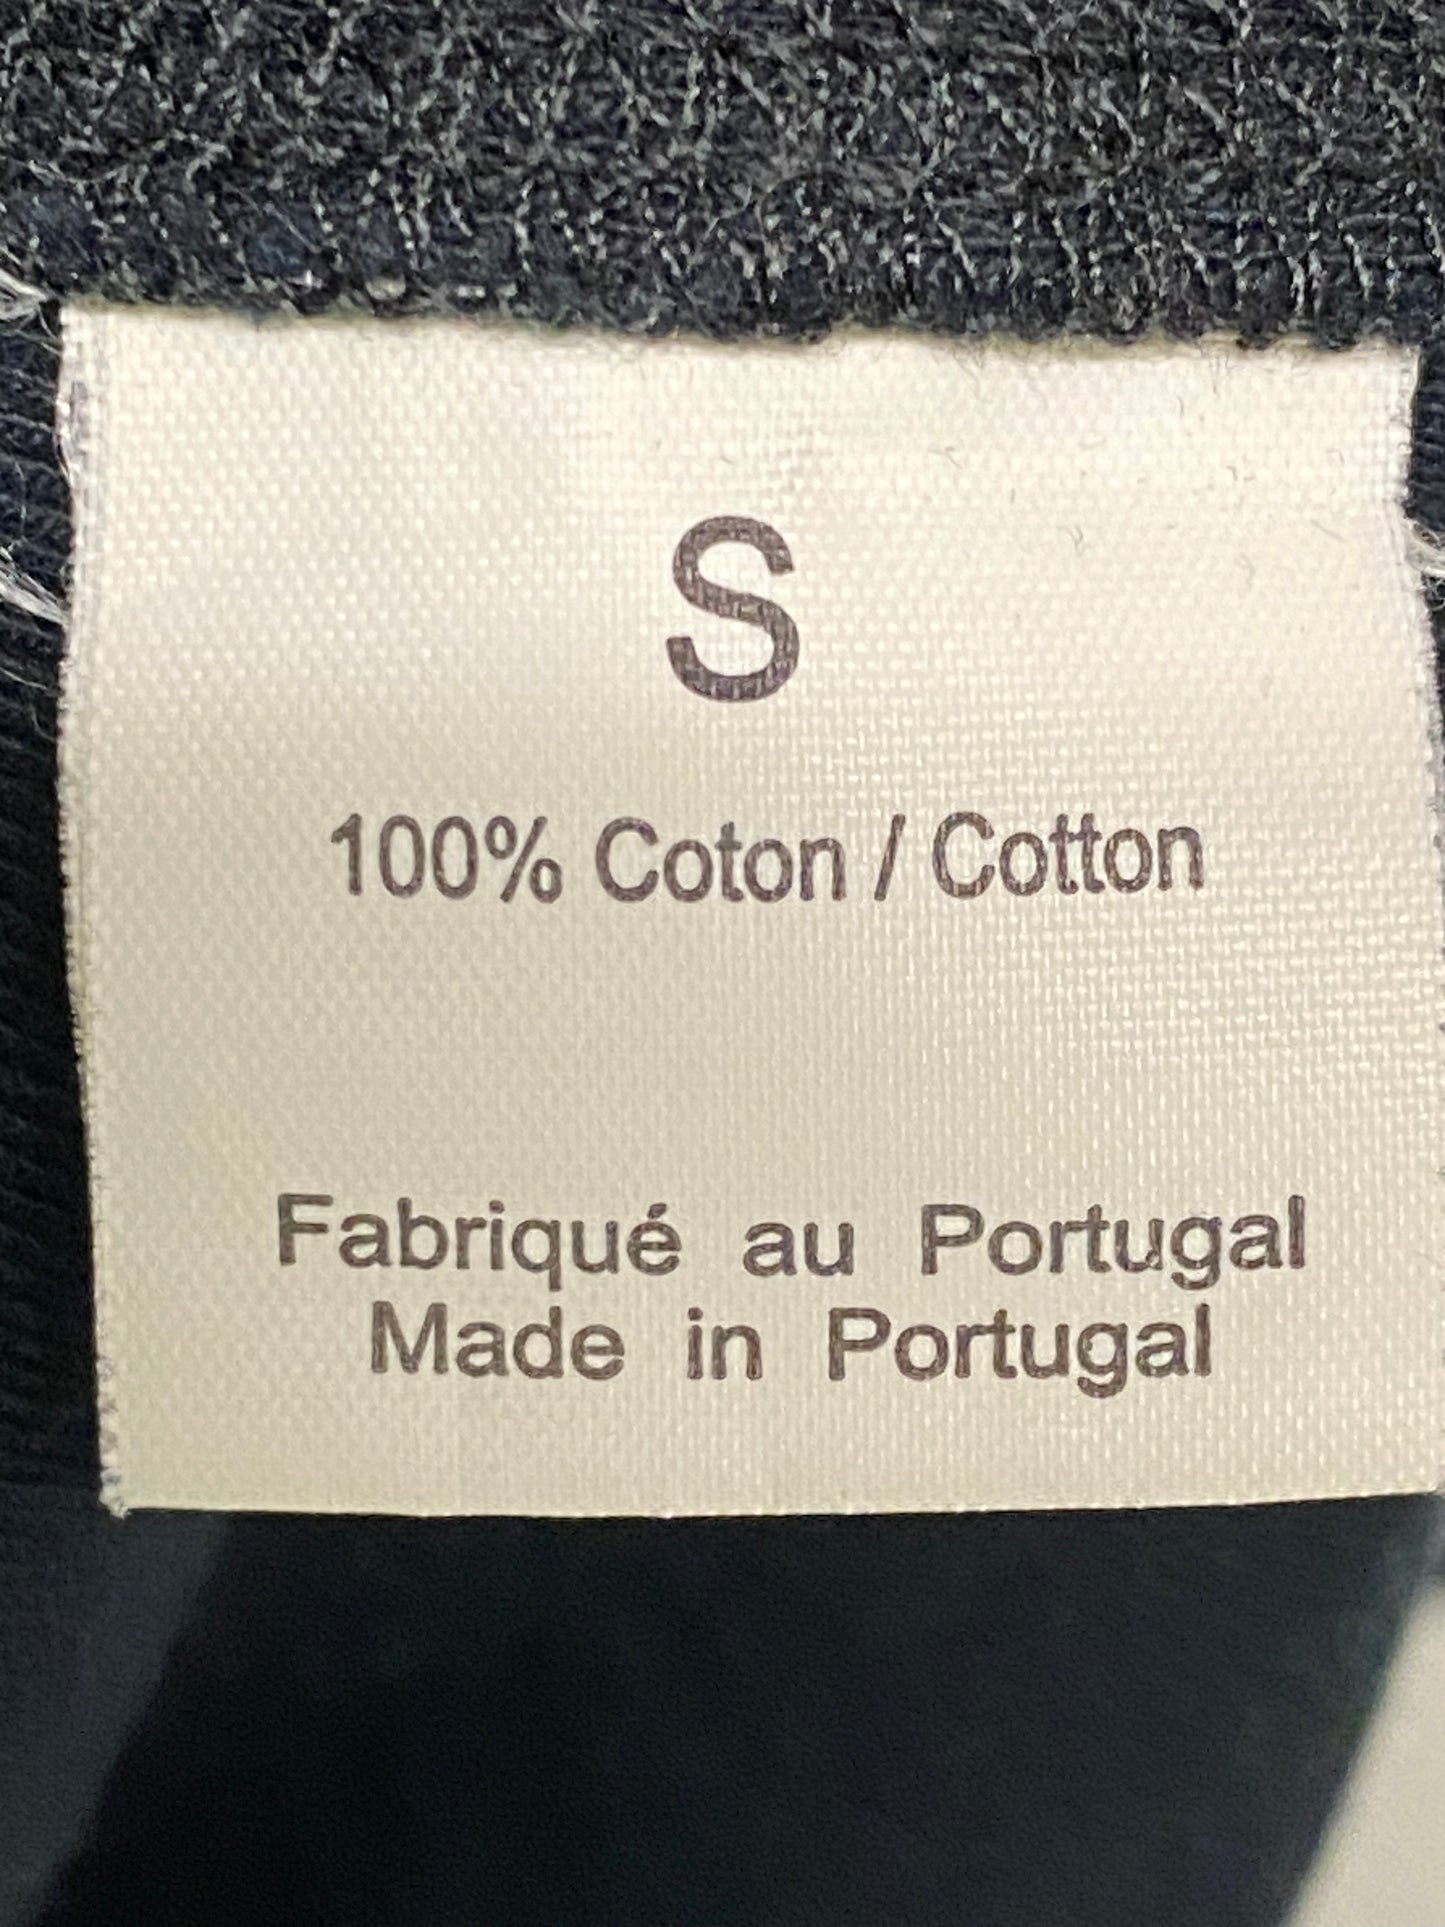 S
100% Coton / Cotton
Fabriqué au Portugal
Made in Portugal